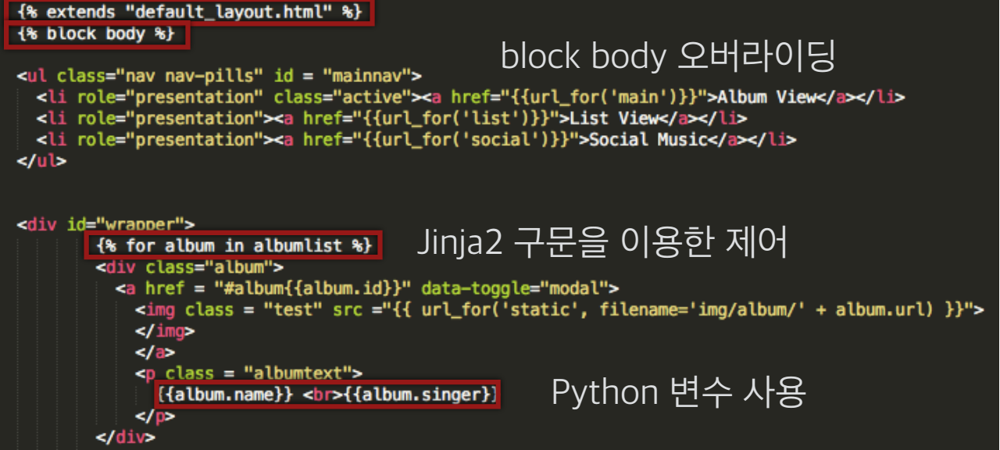 {% extends "default_layout.html" %}
{% block body %}
block body 오버라이딩
<ul class="nav nav-pills" id = "mainnav">
<li role="presentation" class="active"><a href="{{url_for('main')}}">Album View</a></li>
<li role="presentation"><a href="{{url_for('list')}}">List View</a></li>
<li role="presentation"><a href="{{url_for('social')}}">Social Music</a></li>
</ul>
<div id="wrapper">
{% for album in albumlist %}
Jinja2 구문을 이용한 제어
<div class="album">
<a href = "#album{{album.id}}" data-toggle="modal">
<img class = "test" src ="{{ url_for('static', filename='img/album/' + album.url) }}">
</img>
</a>
<p class = "albumtext">
{{album.name}} <br>{{album.singer}}
Python 변수 사용
</p>
</div>